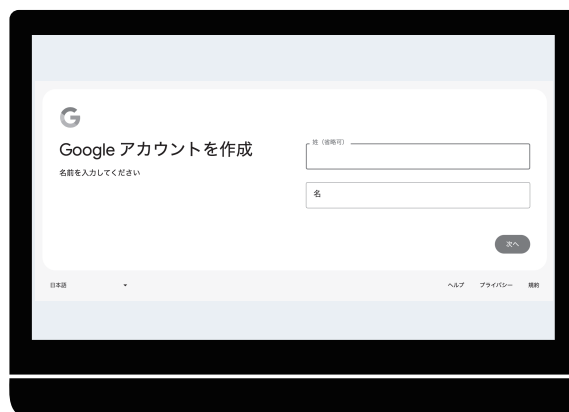 Google アカウントを作成
名前を入力してください
姓（省略可）
名
次へ
日本語
ヘルプ プライバシー 規約